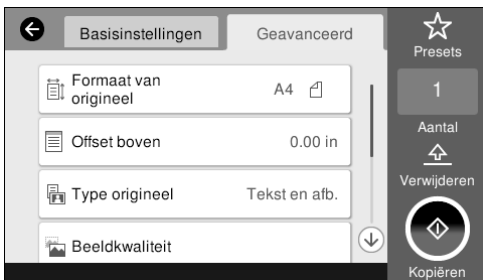 Basisinstellingen
Geavanceerd
Presets
Formaat van
origineel
A4
1
Aantal
Offset boven
0.00 in
Verwijderen
Type origineel
Tekst en afb.
Beeldkwaliteit
Kopiëren